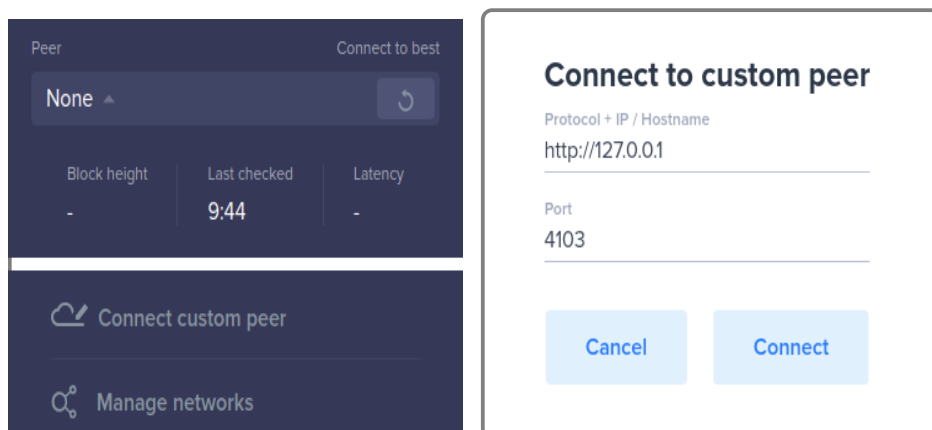 Peer
Connect to best
None
Block height
Last checked
Latency
-
9:44
-
Connect custom peer
Manage networks
Connect to custom peer
Protocol + IP / Hostname
http://127.0.0.1
Port
4103
Cancel
Connect